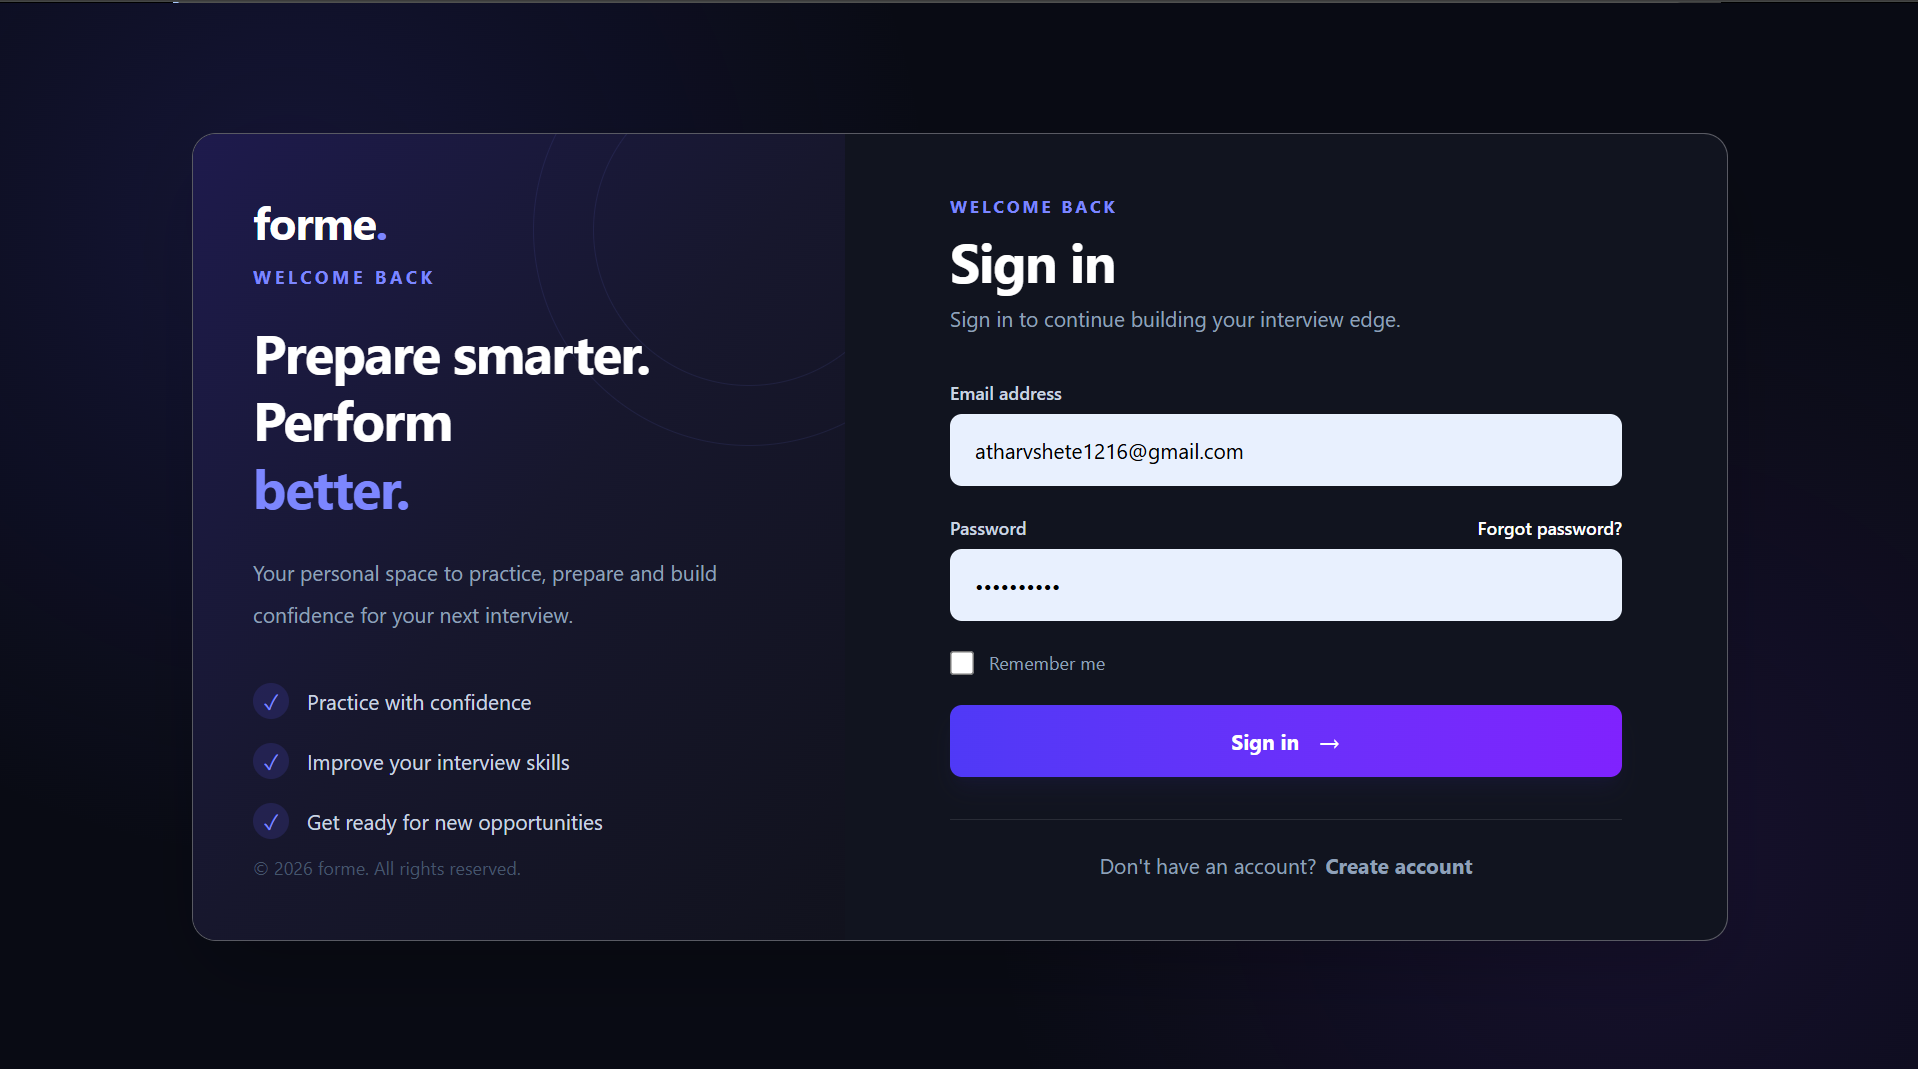 forme.
WELCOME BACK
Prepare smarter.
Perform
better.
Your personal space to practice, prepare and build
confidence for your next interview.
✓ Practice with confidence
✓ Improve your interview skills
✓ Get ready for new opportunities
© 2026 forme. All rights reserved.
WELCOME BACK
Sign in
Sign in to continue building your interview edge.
Email address
atharvshete1216@gmail.com
Password Forgot password?
••••••••••
Remember me
Sign in →
Don't have an account? Create account